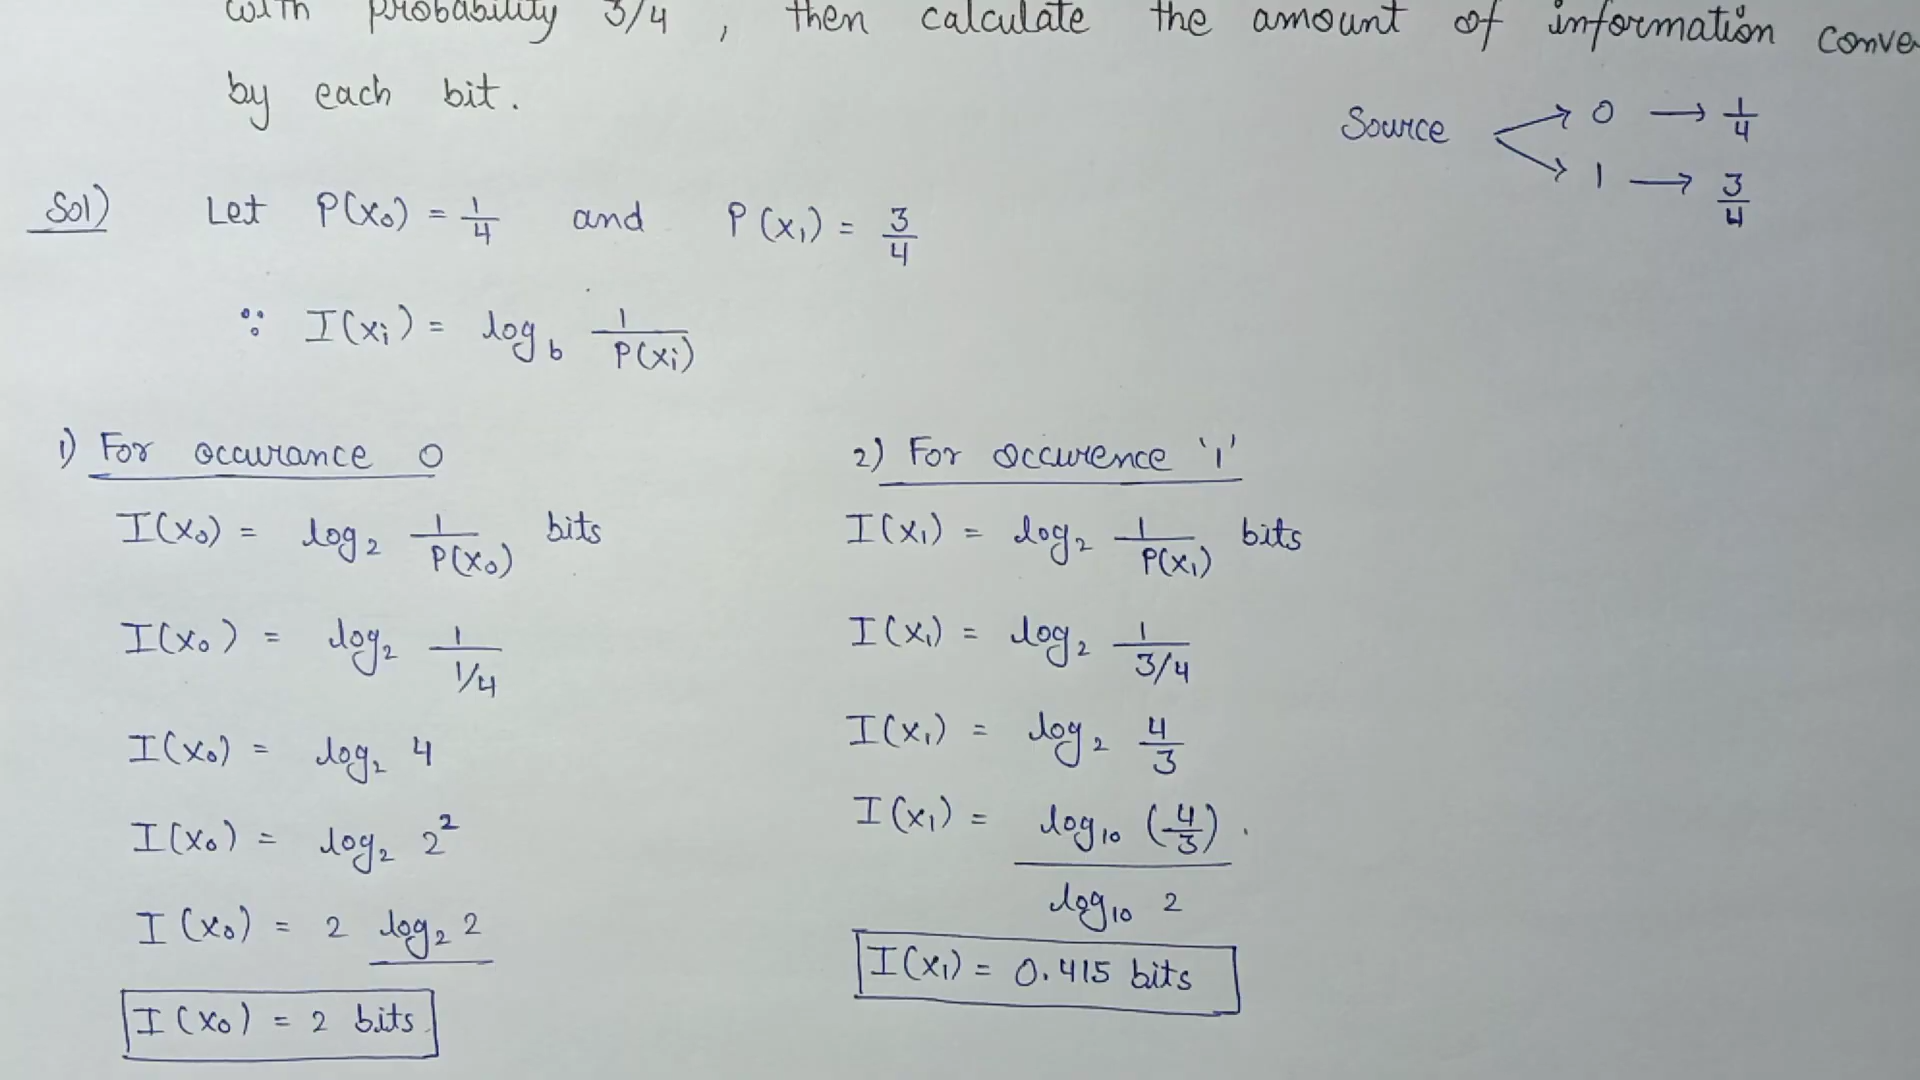 with probability 3/4, then calculate the amount of information conve
by each bit.
Source → 0 → 1/4
→ 1 → 3/4
Sol) Let P(x₀) = 1/4 and P(x₁) = 3/4
∵ I(xᵢ) = log_b 1/P(xᵢ)
1) For occurance 0
I(x₀) = log₂ 1/P(x₀) bits
I(x₀) = log₂ 1/1/4
I(x₀) = log₂ 4
I(x₀) = log₂ 2²
I(x₀) = 2 log₂ 2
I(x₀) = 2 bits
2) For occurence '1'
I(x₁) = log₂ 1/P(x₁) bits
I(x₁) = log₂ 1/3/4
I(x₁) = log₂ 4/3
I(x₁) = log₁₀ (4/3) / log₁₀ 2
I(x₁) = 0.415 bits